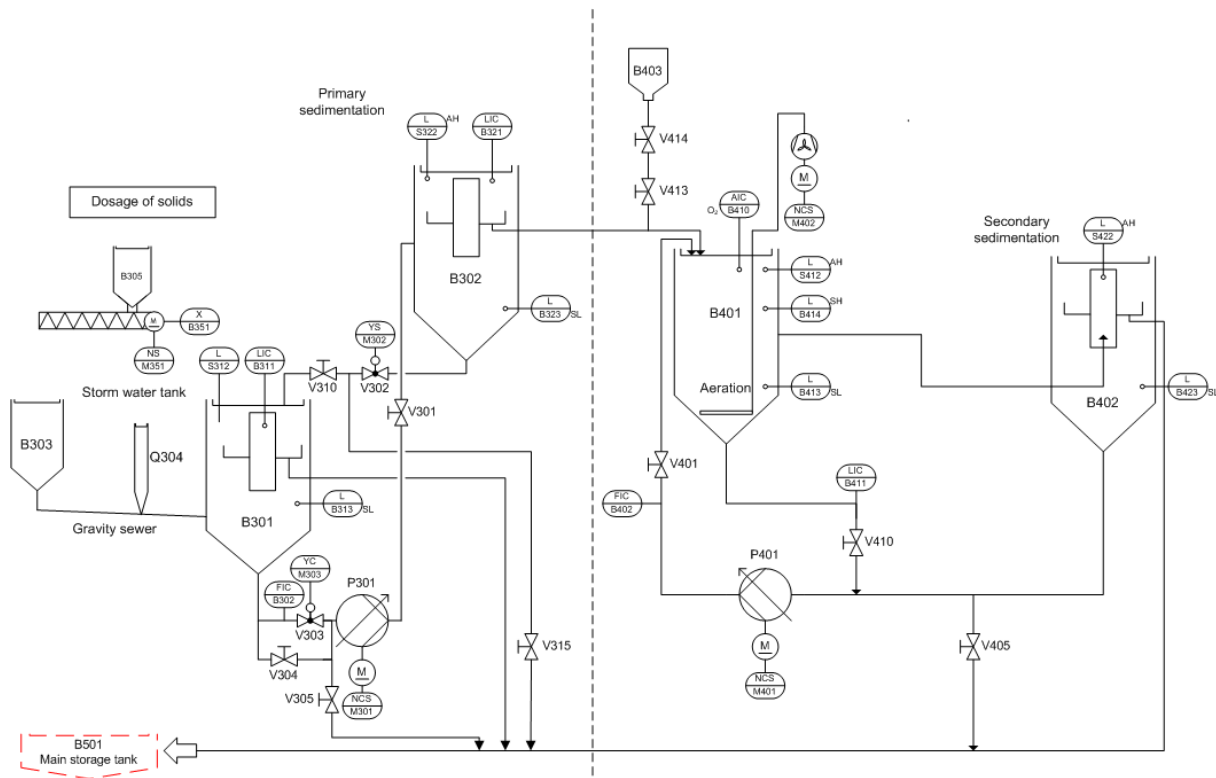 Primary
sedimentation
L
S322
AH
LIC
B321
B302
L
B323
SL
Dosage of solids
B305
M
X
B351
NS
M351
Storm water tank
L
S312
LIC
B311
V310
YS
M302
V302
V301
B303
Q304
Gravity sewer
B301
L
B313
SL
YC
M303
FIC
B302
V303
P301
M
NCS
M301
V304
V305
V315
B501
Main storage tank
B403
V414
V413
M
NCS
M402
AIC
B410
O₂
L
S412
AH
L
B414
SH
B401
Aeration
L
B413
SL
V401
FIC
B402
LIC
B411
V410
P401
M
NCS
M401
V405
Secondary
sedimentation
L
S422
AH
B402
L
B423
SL